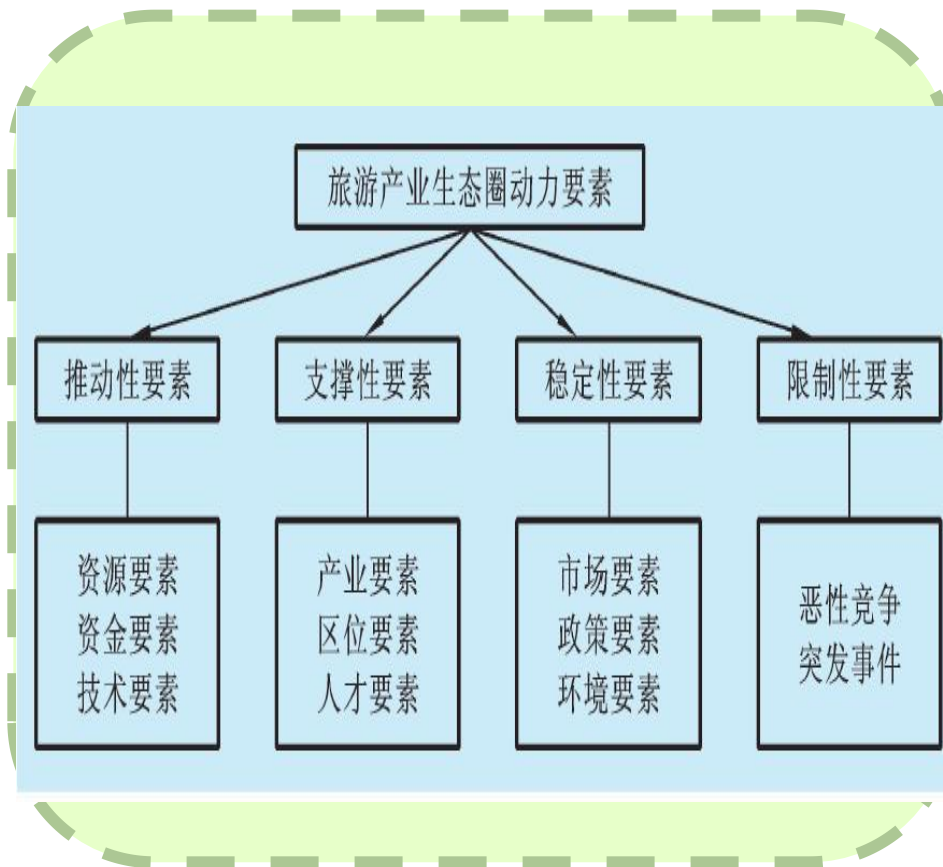 旅游产业生态圈动力要素
推动性要素
支撑性要素
稳定性要素
限制性要素
资源要素
资金要素
技术要素
产业要素
区位要素
人才要素
市场要素
政策要素
环境要素
恶性竞争
突发事件